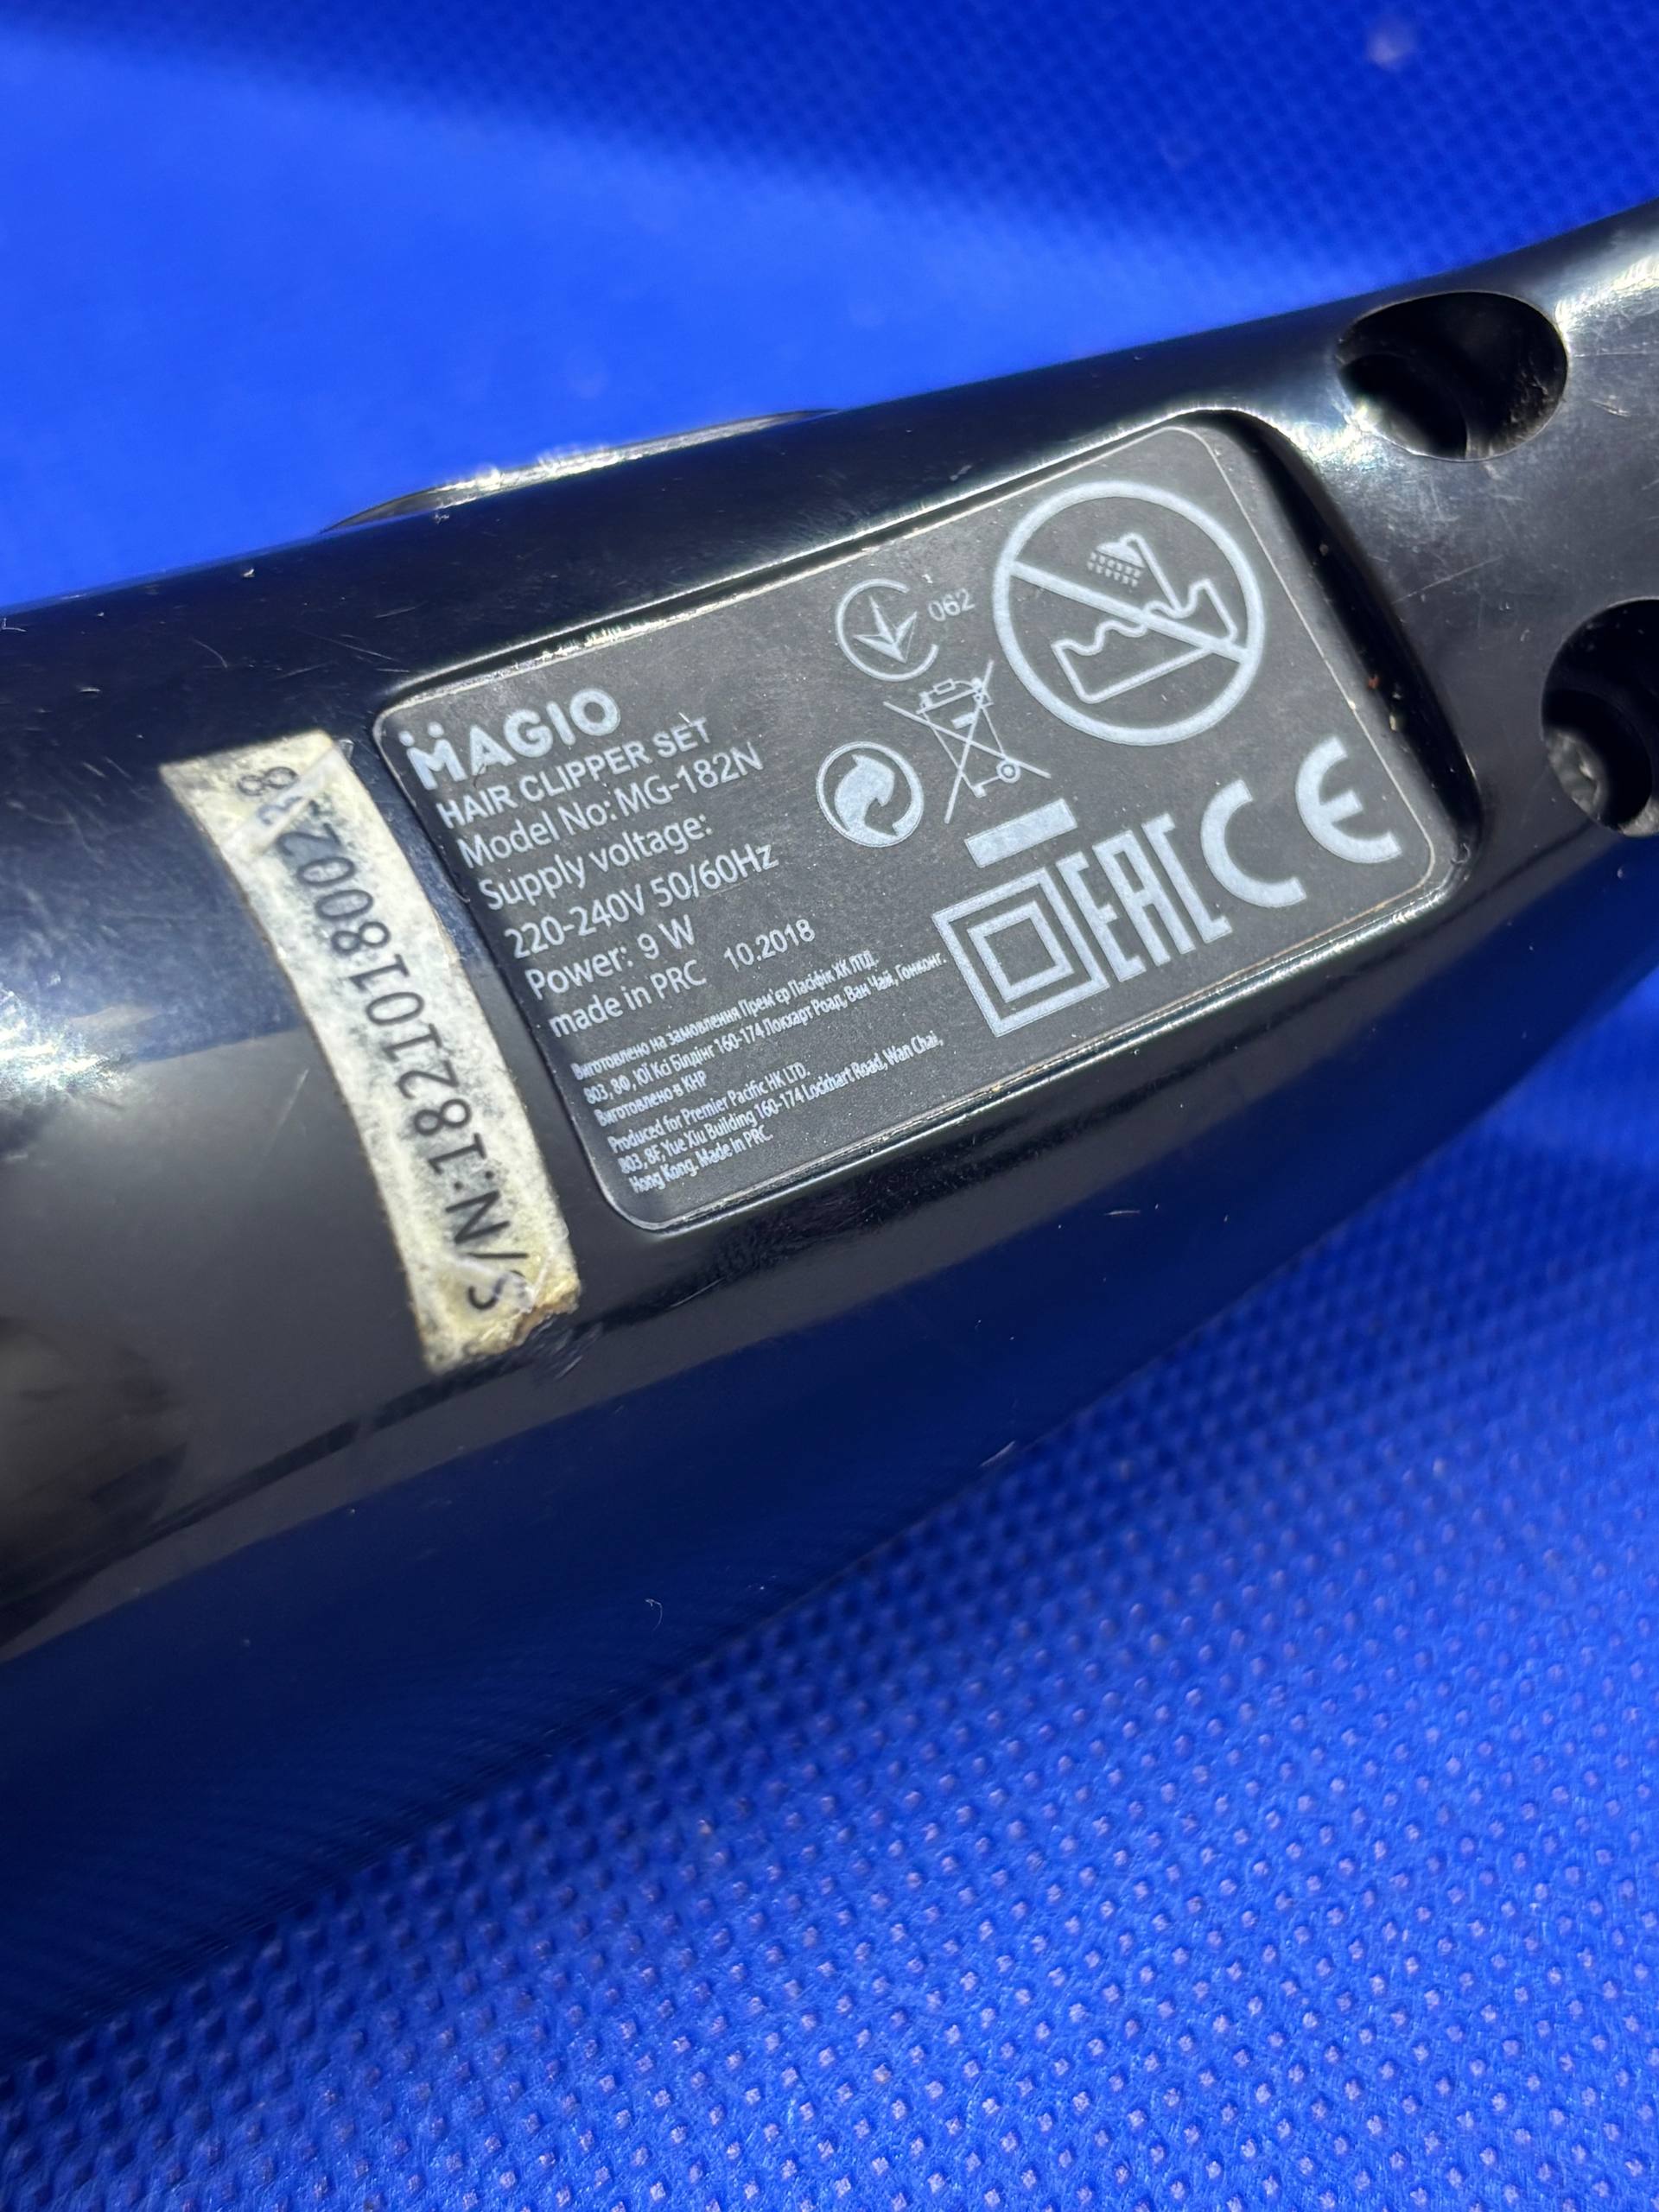 MAGIO
HAIR CLIPPER SET
Model No: MG-182N
Supply voltage:
220-240V 50/60Hz
Power: 9 W
made in PRC 10.2018
Виготовлено на замовлення Прем'єр Пасіфік ХК ЛТД.
803, 8Ф, Юї Ксі Білдінг 160-174 Локхарт Роад, Ван Чай, Гонконг.
Виготовлено в КНР
Produced for Premier Pacific HK LTD.
803, 8F, Yue Xiu Building 160-174 Lockhart Road, Wan Chai,
Hong Kong. Made in PRC.
062
EAC
CE
S/N:1821018002